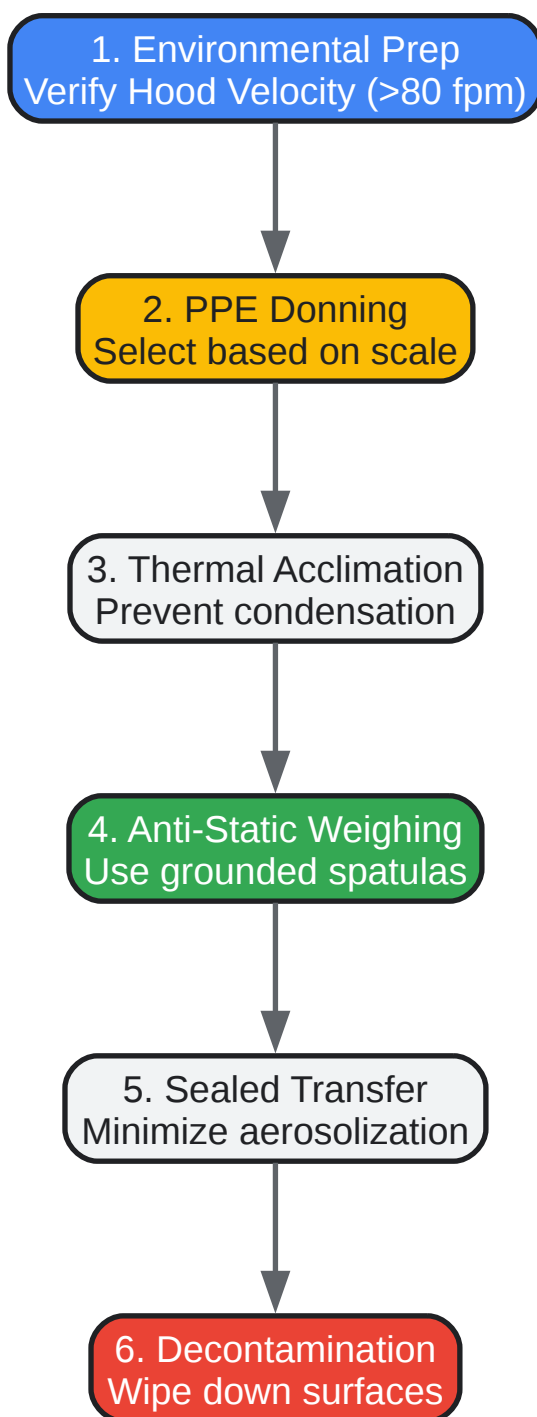 1. Environmental Prep
Verify Hood Velocity (>80 fpm)
2. PPE Donning
Select based on scale
3. Thermal Acclimation
Prevent condensation
4. Anti-Static Weighing
Use grounded spatulas
5. Sealed Transfer
Minimize aerosolization
6. Decontamination
Wipe down surfaces